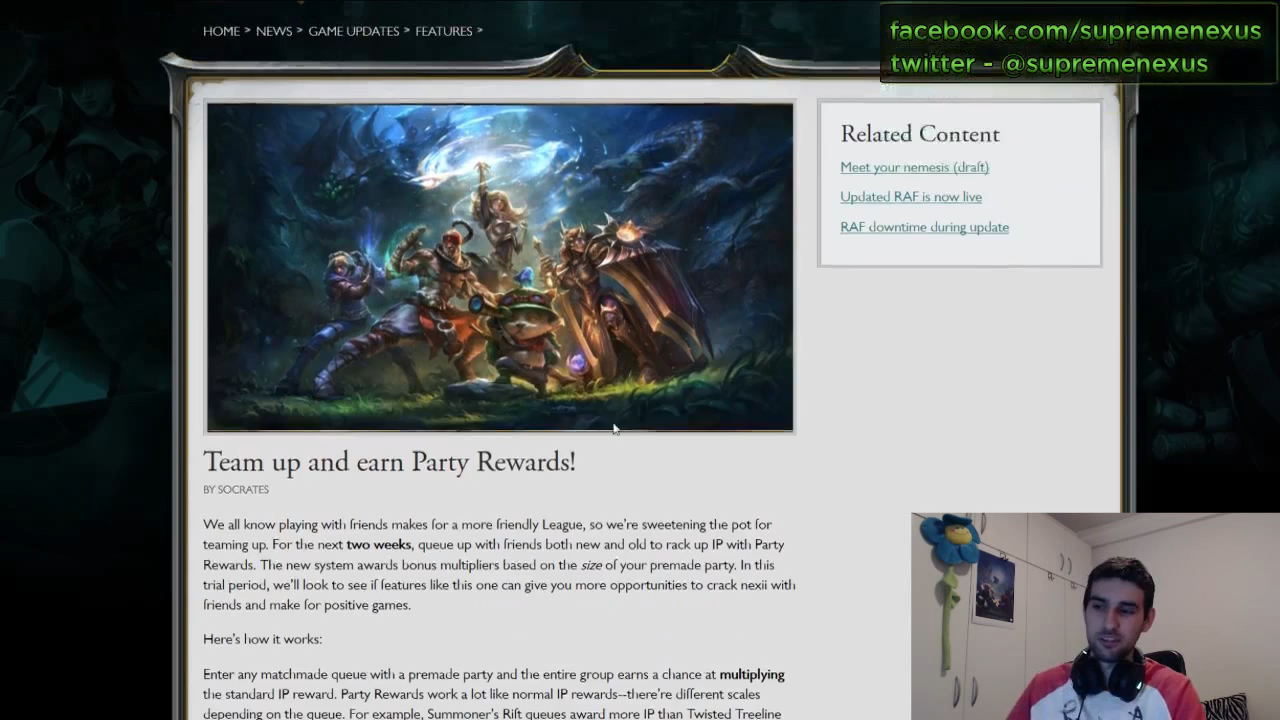 HOME > NEWS > GAME UPDATES > FEATURES >
facebook.com/supremenexus
twitter - @supremenexus
Related Content
Meet your nemesis (draft)
Updated RAF is now live
RAF downtime during update
Team up and earn Party Rewards!
BY SOCRATES
We all know playing with friends makes for a more friendly League, so we're sweetening the pot for
teaming up. For the next two weeks, queue up with friends both new and old to rack up IP with Party
Rewards. The new system awards bonus multipliers based on the size of your premade party. In this
trial period, we'll look to see if features like this one can give you more opportunities to crack nexii with
friends and make for positive games.
Here's how it works:
Enter any matchmade queue with a premade party and the entire group earns a chance at multiplying
the standard IP reward. Party Rewards work a lot like normal IP rewards--there're different scales
depending on the queue. For example, Summoner's Rift queues award more IP than Twisted Treeline